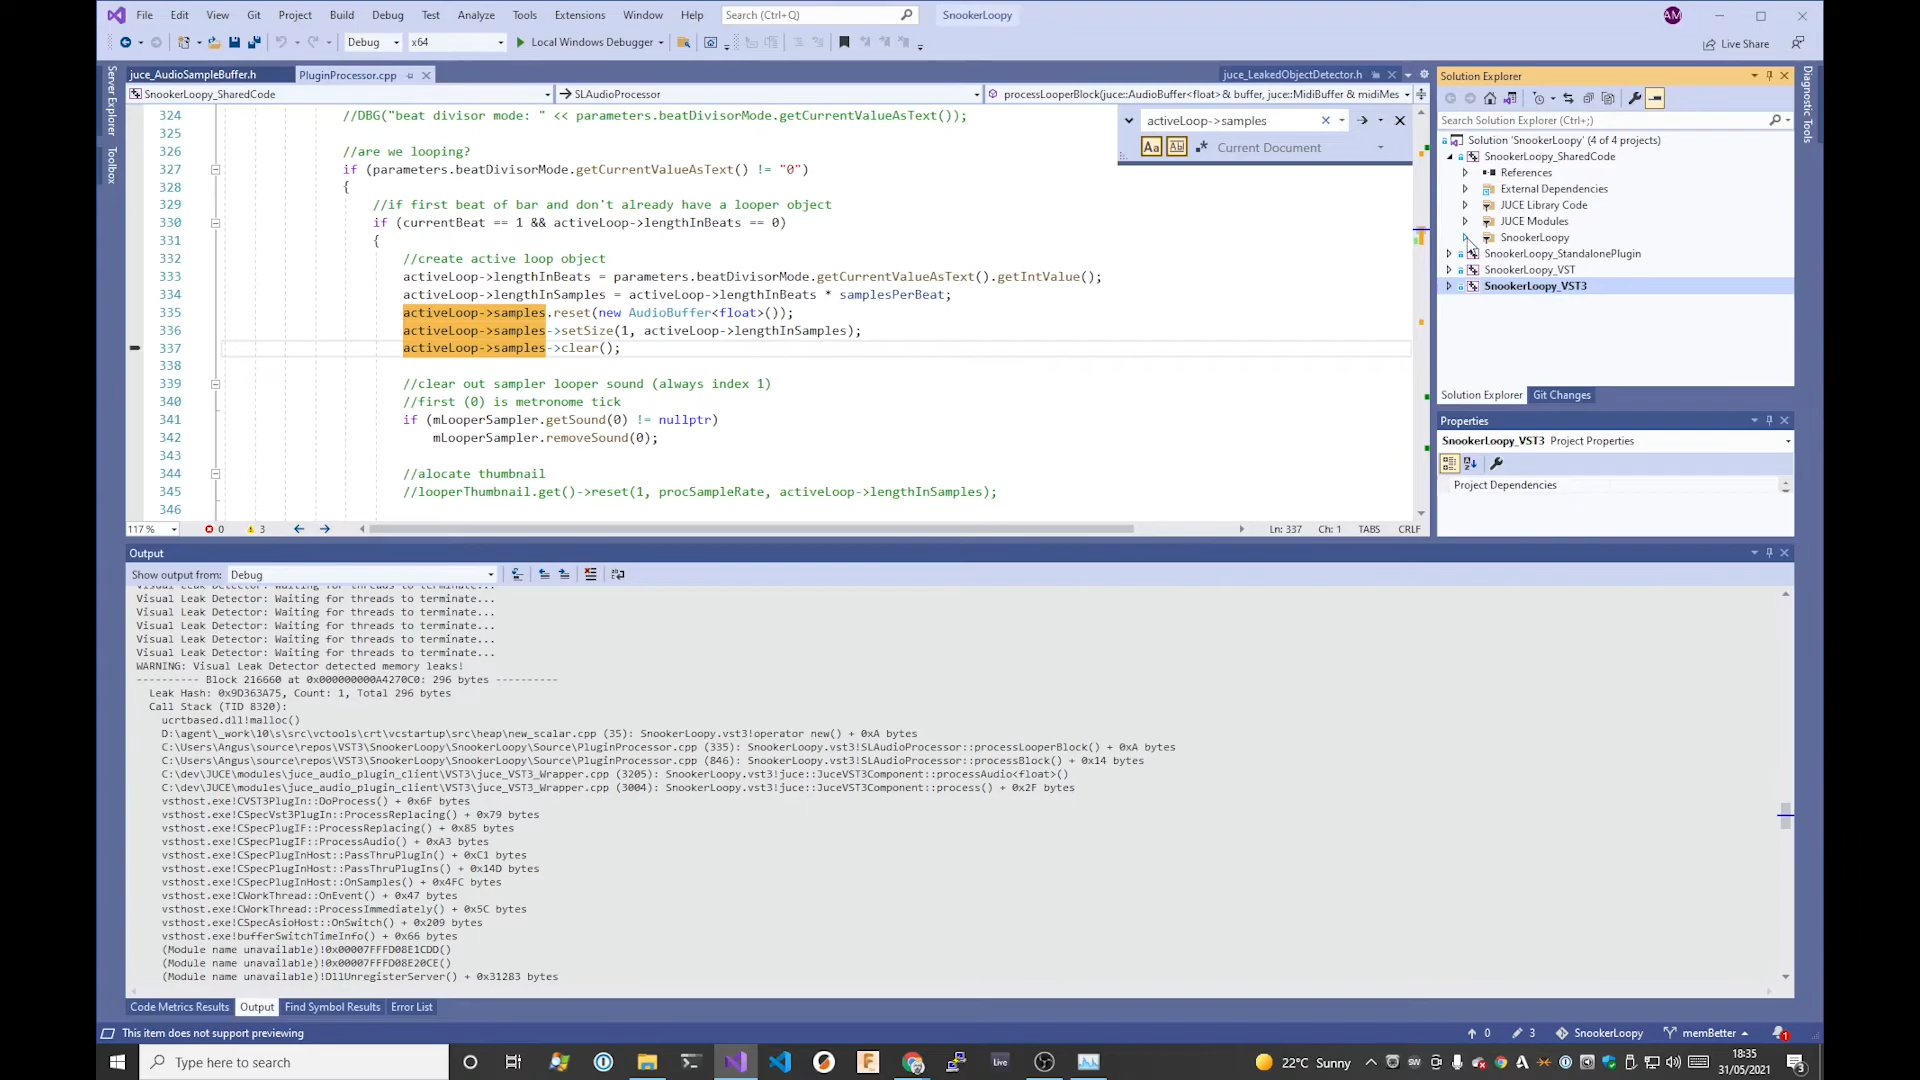 File Edit View Git Project Build Debug Test Analyze Tools Extensions Window Help Search (Ctrl+Q) SnookerLoopy AM
Debug x64 Local Windows Debugger Live Share
juce_AudioSampleBuffer.h PluginProcessor.cpp juce_LeakedObjectDetector.h
SnookerLoopy_SharedCode SLAudioProcessor processLooperBlock(juce::AudioBuffer<float> & buffer, juce::MidiBuffer & midiMes
Server Explorer
Toolbox
activeLoop->samples
Aa Current Document
324 //DBG("beat divisor mode: " << parameters.beatDivisorMode.getCurrentValueAsText());
325
326 //are we looping?
327 if (parameters.beatDivisorMode.getCurrentValueAsText() != "0")
328 {
329 //if first beat of bar and don't already have a looper object
330 if (currentBeat == 1 && activeLoop->lengthInBeats == 0)
331 {
332 //create active loop object
333 activeLoop->lengthInBeats = parameters.beatDivisorMode.getCurrentValueAsText().getIntValue();
334 activeLoop->lengthInSamples = activeLoop->lengthInBeats * samplesPerBeat;
335 activeLoop->samples.reset(new AudioBuffer<float>());
336 activeLoop->samples->setSize(1, activeLoop->lengthInSamples);
337 activeLoop->samples->clear();
338
339 //clear out sampler looper sound (always index 1)
340 //first (0) is metronome tick
341 if (mLooperSampler.getSound(0) != nullptr)
342 mLooperSampler.removeSound(0);
343
344 //alocate thumbnail
345 //looperThumbnail.get()->reset(1, procSampleRate, activeLoop->lengthInSamples);
346
117 % 0 3 Ln: 337 Ch: 1 TABS CRLF
Solution Explorer
Search Solution Explorer (Ctrl+;)
Solution 'SnookerLoopy' (4 of 4 projects)
SnookerLoopy_SharedCode
References
External Dependencies
JUCE Library Code
JUCE Modules
SnookerLoopy
SnookerLoopy_StandalonePlugin
SnookerLoopy_VST
SnookerLoopy_VST3
Solution Explorer Git Changes
Properties
SnookerLoopy_VST3 Project Properties
Project Dependencies
Diagnostic Tools
Output
Show output from: Debug
Visual Leak Detector: Waiting for threads to terminate...
Visual Leak Detector: Waiting for threads to terminate...
Visual Leak Detector: Waiting for threads to terminate...
Visual Leak Detector: Waiting for threads to terminate...
Visual Leak Detector: Waiting for threads to terminate...
Visual Leak Detector: Waiting for threads to terminate...
WARNING: Visual Leak Detector detected memory leaks!
---------- Block 216660 at 0x000000000A4270C0: 296 bytes ----------
Leak Hash: 0x9D363A75, Count: 1, Total 296 bytes
Call Stack (TID 8320):
ucrtbased.dll!malloc()
D:\agent\_work\10\s\src\vctools\crt\vcstartup\src\heap\new_scalar.cpp (35): SnookerLoopy.vst3!operator new() + 0xA bytes
C:\Users\Angus\source\repos\VST3\SnookerLoopy\SnookerLoopy\Source\PluginProcessor.cpp (335): SnookerLoopy.vst3!SLAudioProcessor::processLooperBlock() + 0xA bytes
C:\Users\Angus\source\repos\VST3\SnookerLoopy\SnookerLoopy\Source\PluginProcessor.cpp (846): SnookerLoopy.vst3!SLAudioProcessor::processBlock() + 0x14 bytes
C:\dev\JUCE\modules\juce_audio_plugin_client\VST3\juce_VST3_Wrapper.cpp (3205): SnookerLoopy.vst3!juce::JuceVST3Component::processAudio<float>()
C:\dev\JUCE\modules\juce_audio_plugin_client\VST3\juce_VST3_Wrapper.cpp (3004): SnookerLoopy.vst3!juce::JuceVST3Component::process() + 0x2F bytes
vsthost.exe!CVST3PlugIn::DoProcess() + 0x6F bytes
vsthost.exe!CSpecVst3PlugIn::ProcessReplacing() + 0x79 bytes
vsthost.exe!CSpecPlugIF::ProcessReplacing() + 0x85 bytes
vsthost.exe!CSpecPlugIF::ProcessAudio() + 0xA3 bytes
vsthost.exe!CSpecPlugInHost::PassThruPlugIn() + 0xC1 bytes
vsthost.exe!CSpecPlugInHost::PassThruPlugIns() + 0x14D bytes
vsthost.exe!CSpecPlugInHost::OnSamples() + 0x4FC bytes
vsthost.exe!CWorkThread::OnEvent() + 0x47 bytes
vsthost.exe!CWorkThread::ProcessImmediately() + 0x5C bytes
vsthost.exe!CSpecAsioHost::OnSwitch() + 0x209 bytes
vsthost.exe!bufferSwitchTimeInfo() + 0x66 bytes
(Module name unavailable)!0x00007FFFD08E1CDD()
(Module name unavailable)!0x00007FFFD08E20CE()
(Module name unavailable)!DllUnregisterServer() + 0x31283 bytes
Code Metrics Results Output Find Symbol Results Error List
This item does not support previewing 0 3 SnookerLoopy memBetter 1
Type here to search Live 22°C Sunny 18:35
31/05/2021 3